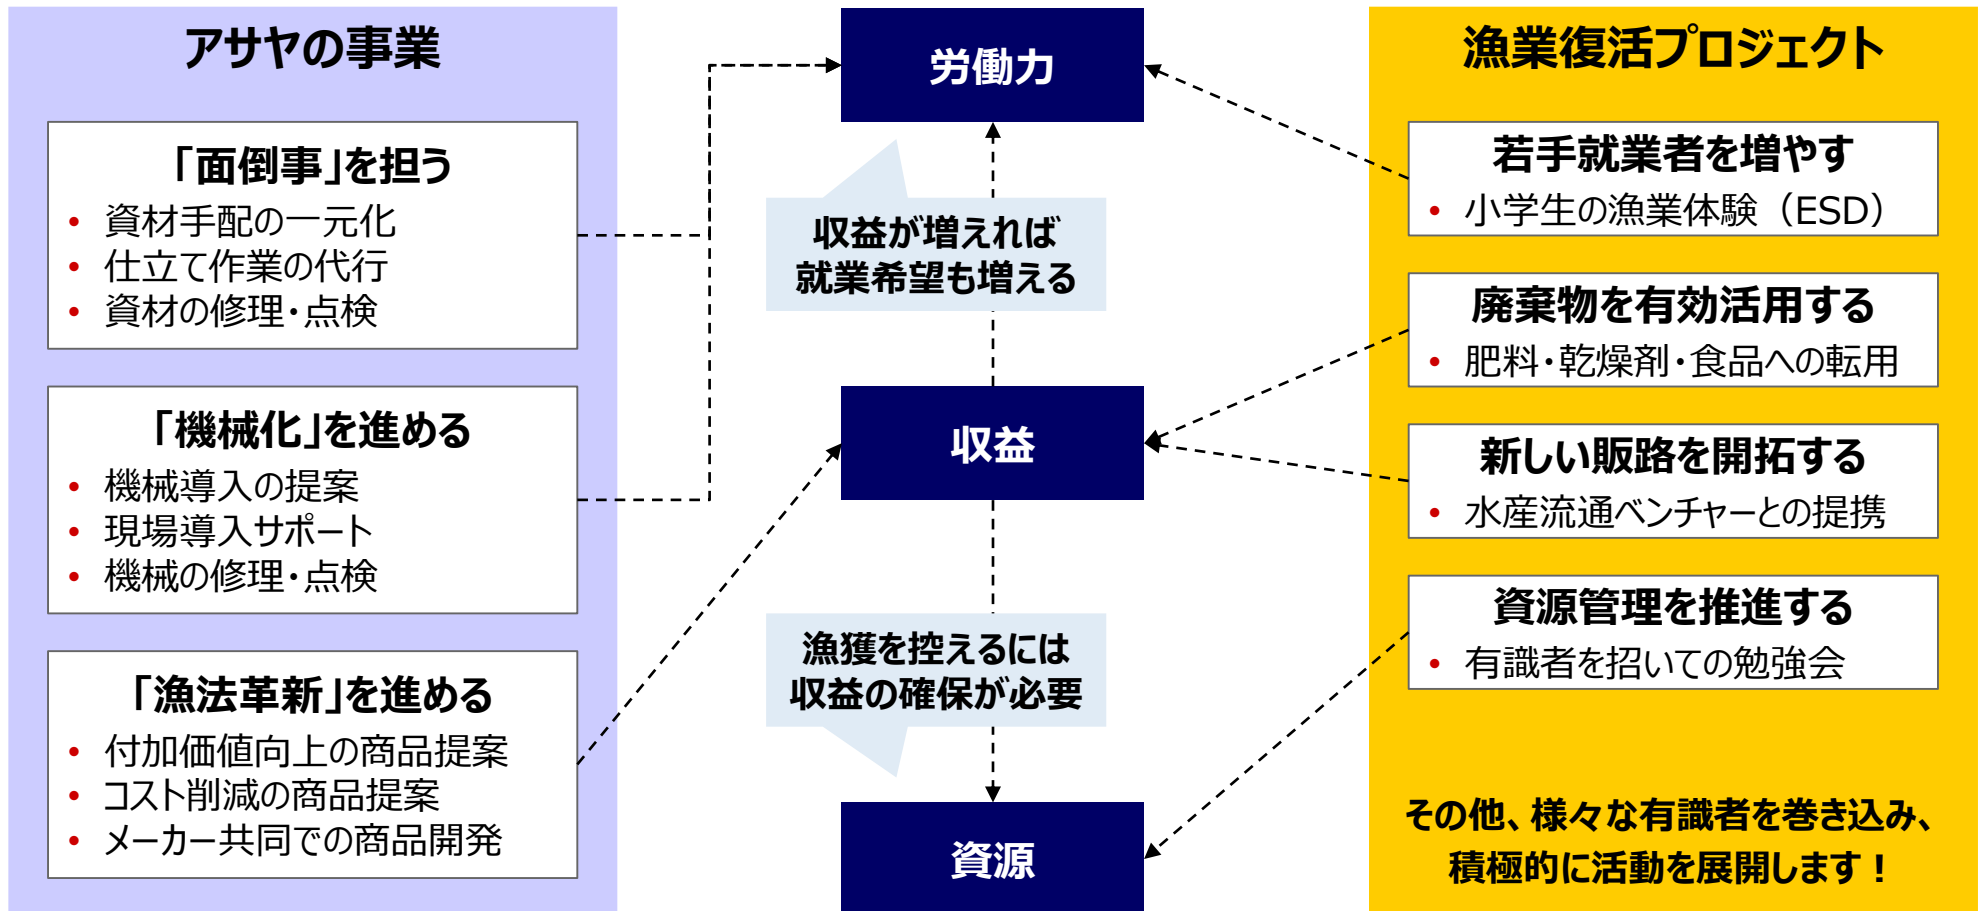 アサヤの事業
「面倒事」を担う
• 資材手配の一元化
• 仕立て作業の代行
• 資材の修理・点検
「機械化」を進める
• 機械導入の提案
• 現場導入サポート
• 機械の修理・点検
「漁法革新」を進める
• 付加価値向上の商品提案
• コスト削減の商品提案
• メーカー共同での商品開発
労働力
収益が増えれば
就業希望も増える
収益
漁獲を控えるには
収益の確保が必要
資源
漁業復活プロジェクト
若手就業者を増やす
• 小学生の漁業体験（ESD）
廃棄物を有効活用する
• 肥料・乾燥剤・食品への転用
新しい販路を開拓する
• 水産流通ベンチャーとの提携
資源管理を推進する
• 有識者を招いての勉強会
その他、様々な有識者を巻き込み、
積極的に活動を展開します！